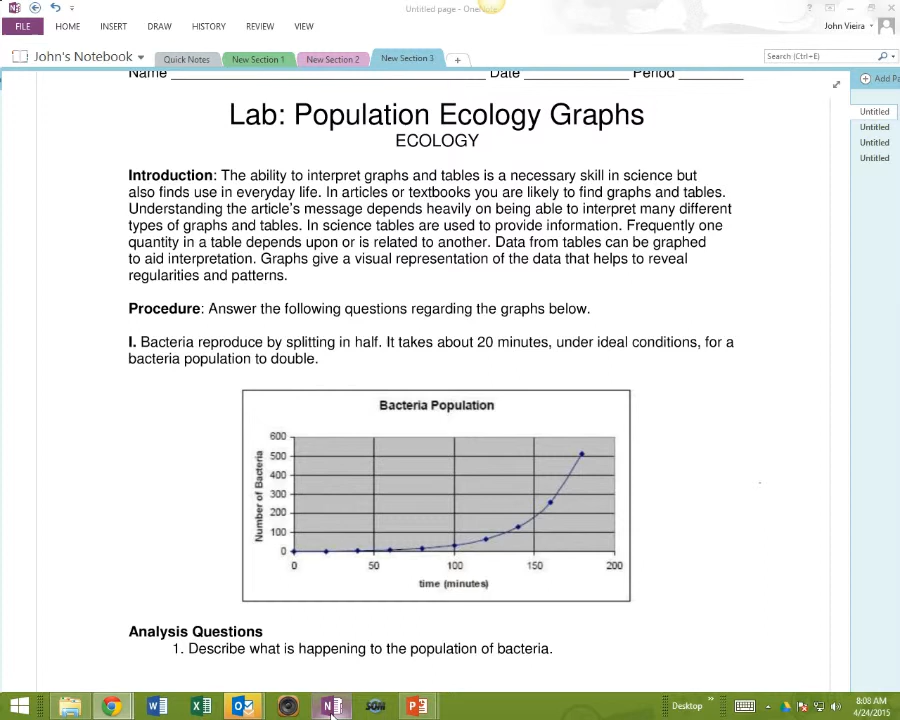 Untitled page - OneNote
FILE HOME INSERT DRAW HISTORY REVIEW VIEW
John Vieira
John's Notebook Quick Notes New Section 1 New Section 2 New Section 3 +
Search (Ctrl+E)
Name Date Period
Add Pa
Untitled
Untitled
Untitled
Untitled
Lab: Population Ecology Graphs
ECOLOGY
Introduction: The ability to interpret graphs and tables is a necessary skill in science but
also finds use in everyday life. In articles or textbooks you are likely to find graphs and tables.
Understanding the article's message depends heavily on being able to interpret many different
types of graphs and tables. In science tables are used to provide information. Frequently one
quantity in a table depends upon or is related to another. Data from tables can be graphed
to aid interpretation. Graphs give a visual representation of the data that helps to reveal
regularities and patterns.
Procedure: Answer the following questions regarding the graphs below.
I. Bacteria reproduce by splitting in half. It takes about 20 minutes, under ideal conditions, for a
bacteria population to double.
Bacteria Population
Number of Bacteria
600
500
400
300
200
100
0
0 50 100 150 200
time (minutes)
Analysis Questions
1. Describe what is happening to the population of bacteria.
Desktop
8:08 AM
4/24/2015